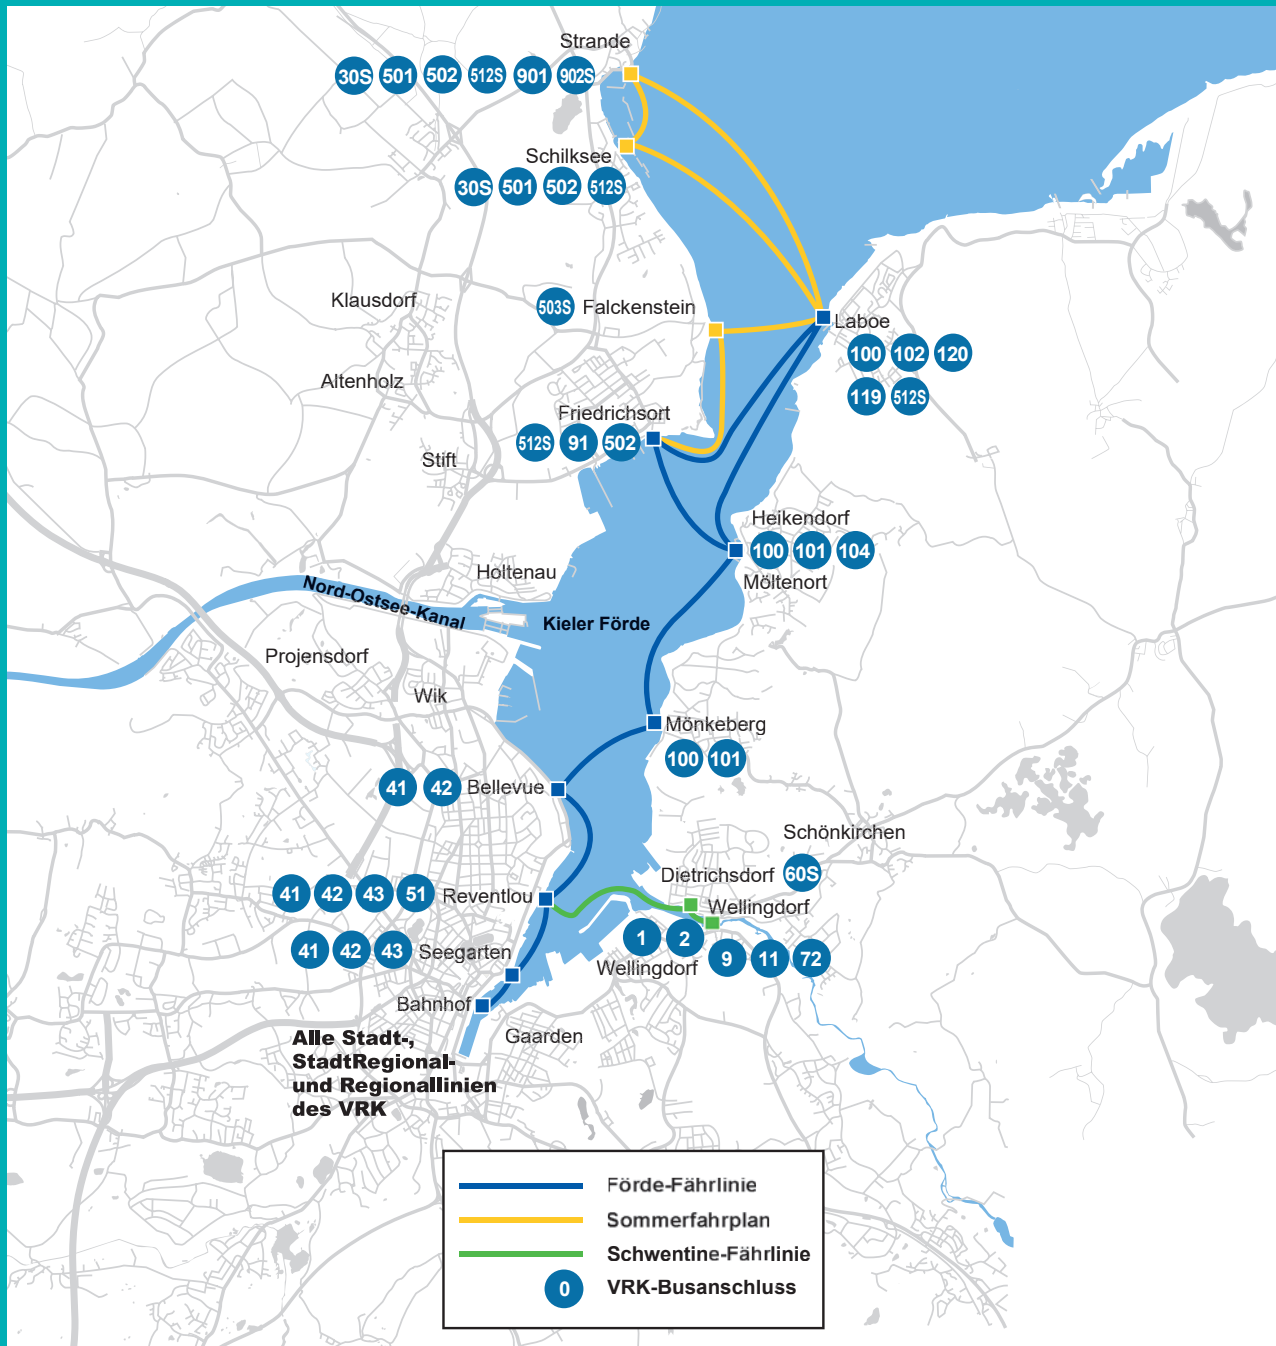 Strande
30S 501 502 512S 901 902S
Schilksee
30S 501 502 512S
Klausdorf
503S Falckenstein
Laboe
100 102 120
119 512S
Altenholz
Friedrichsort
512S 91 502
Stift
Heikendorf
100 101 104
Möltenort
Holtenau
Nord-Ostsee-Kanal
Kieler Förde
Projensdorf
Wik
Mönkeberg
100 101
41 42 Bellevue
Schönkirchen
Dietrichsdorf 60S
41 42 43 51 Reventlou
Wellingdorf
1 2
41 42 43 Seegarten
9 11 72
Wellingdorf
Bahnhof
Gaarden
Alle Stadt-,
StadtRegional-
und Regionallinien
des VRK
Förde-Fährlinie
Sommerfahrplan
Schwentine-Fährlinie
0 VRK-Busanschluss